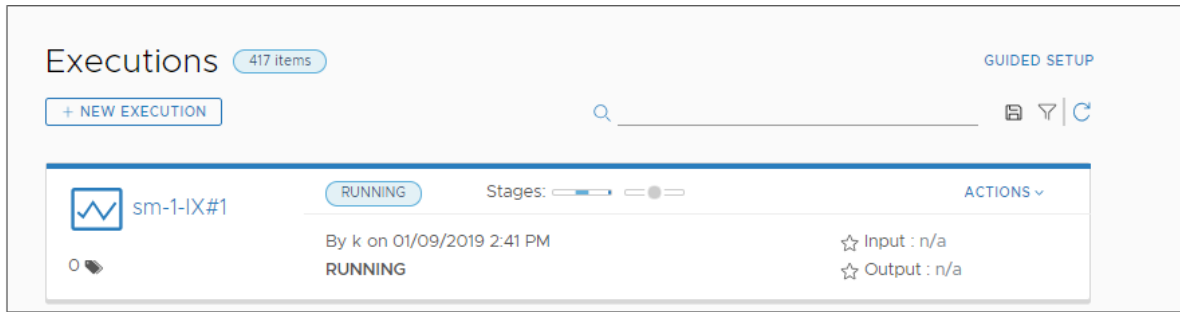 Executions 417 items
GUIDED SETUP
+ NEW EXECUTION
sm-1-IX#1
RUNNING Stages:
ACTIONS
By k on 01/09/2019 2:41 PM
Input : n/a
0
RUNNING
Output : n/a